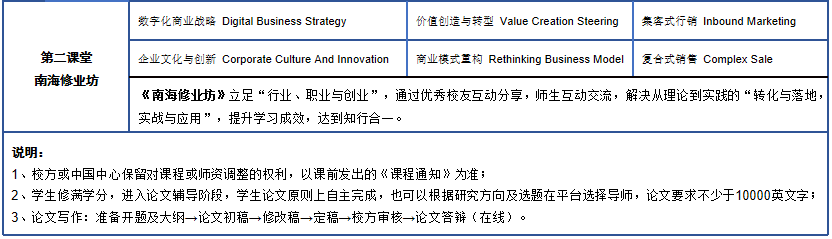 数字化商业战略 Digital Business Strategy
价值创造与转型 Value Creation Steering
集客式行销 Inbound Marketing
第二课堂
南海修业坊
企业文化与创新 Corporate Culture And Innovation
商业模式重构 Rethinking Business Model
复合式销售 Complex Sale
《南海修业坊》立足“行业、职业与创业”，通过优秀校友互动分享，师生互动交流，解决从理论到实践的“转化与落地，
实战与应用”，提升学习成效，达到知行合一。
说明：
1、校方或中国中心保留对课程或师资调整的权利，以课前发出的《课程通知》为准；
2、学生修满学分，进入论文辅导阶段，学生论文原则上自主完成，也可以根据研究方向及选题在平台选择导师，论文要求不少于10000英文字；
3、论文写作：准备开题及大纲→论文初稿→修改稿→定稿→校方审核→论文答辩（在线）。